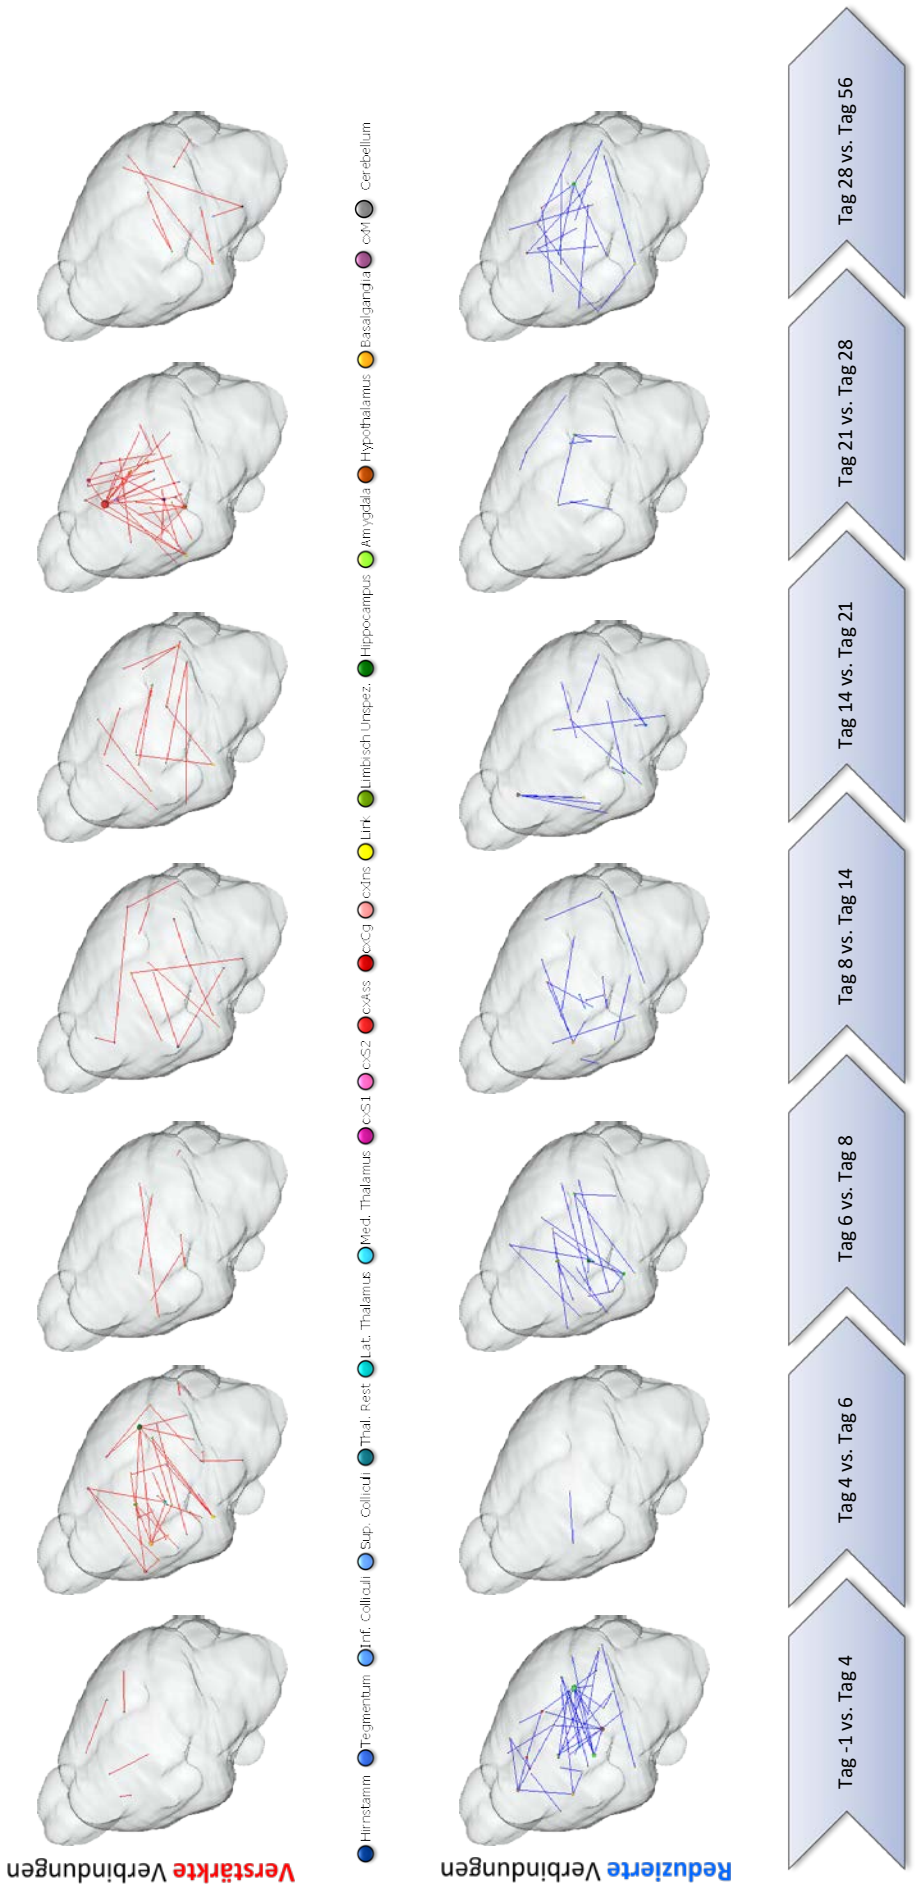 Verstärkte Verbindungen
Hirnstamm Tegmentum Inf. Colliculi Sup. Colliculi Thal. Rest Lat. Thalamus Med. Thalamus cxS1 cxS2 cxAss cxCg cxIns Link Limbisch Unspez. Hippocampus Amygdala Hypothalamus Basalganglia cxM Cerebellum
Reduzierte Verbindungen
Tag -1 vs. Tag 4
Tag 4 vs. Tag 6
Tag 6 vs. Tag 8
Tag 8 vs. Tag 14
Tag 14 vs. Tag 21
Tag 21 vs. Tag 28
Tag 28 vs. Tag 56